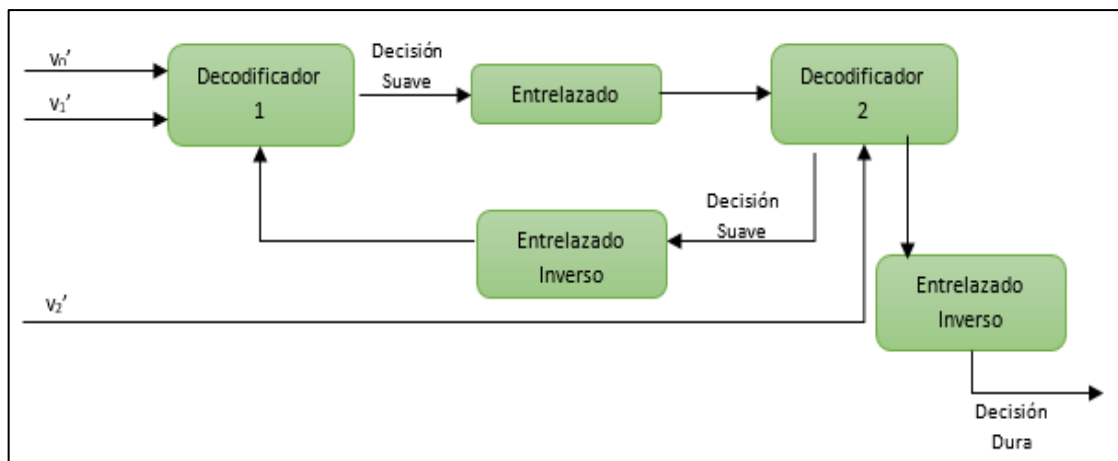 v₀’
v₁’
Decodificador
1
Decisión
Suave
Entrelazado
Decodificador
2
Decisión
Suave
Entrelazado
Inverso
v₂’
Entrelazado
Inverso
Decisión
Dura